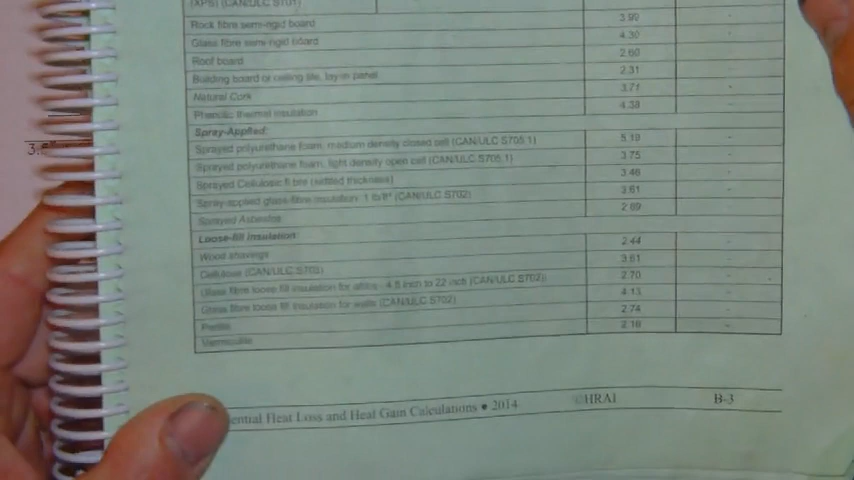 (XPS) (CAN/ULC S701)
Rock fibre semi-rigid board 3.99 -
Glass fibre semi-rigid board 4.30 -
Roof board 2.60 -
Building board or ceiling tile, lay-in panel 2.31 -
Natural Cork 3.71 -
Phenolic thermal insulation 4.38 -
Spray-Applied:
Sprayed polyurethane foam, medium density closed cell (CAN/ULC S705.1) 5.19 -
Sprayed polyurethane foam, light density open cell (CAN/ULC S705.1) 3.75 -
Sprayed Cellulosic fibre (settled thickness) 3.46 -
Spray-applied glass-fibre insulation: 1 lb/ft³ (CAN/ULC S702) 3.61 -
Sprayed Asbestos 2.89 -
Loose-fill Insulation:
Wood shavings 2.44 -
Cellulose (CAN/ULC S703) 3.61 -
Glass fibre loose fill insulation for attics - 4.5 inch to 22 inch (CAN/ULC S702) 2.70 -
Glass fibre loose fill insulation for walls (CAN/ULC S702) 4.13 -
Perlite 2.74 -
Vermiculite 2.18 -
ential Heat Loss and Heat Gain Calculations ● 2014 ©HRAI B-3